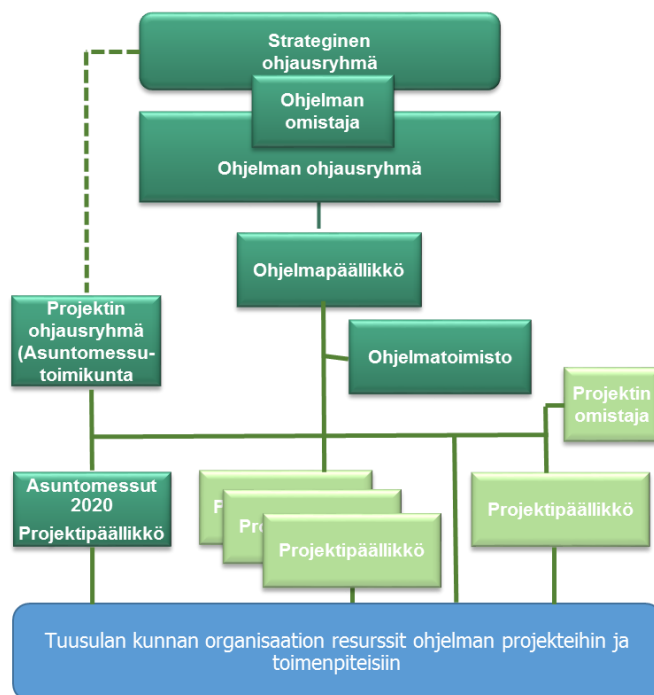 Strateginen
ohjausryhmä
Ohjelman
omistaja
Ohjelman ohjausryhmä
Ohjelmapäällikkö
Projektin
ohjausryhmä
(Asuntomessu-
toimikunta
Ohjelmatoimisto
Projektin
omistaja
Asuntomessut
2020
Projektipäällikkö
Projektipäällikkö
Projektipäällikkö
Tuusulan kunnan organisaation resurssit ohjelman projekteihin ja
toimenpiteisiin